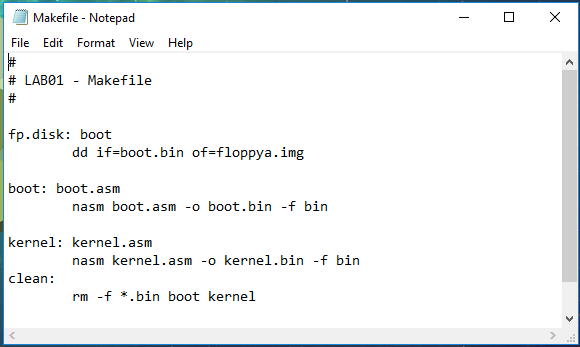 Makefile - Notepad
File Edit Format View Help
#
# LAB01 - Makefile
#
fp.disk: boot
dd if=boot.bin of=floppya.img
boot: boot.asm
nasm boot.asm -o boot.bin -f bin
kernel: kernel.asm
nasm kernel.asm -o kernel.bin -f bin
clean:
rm -f *.bin boot kernel